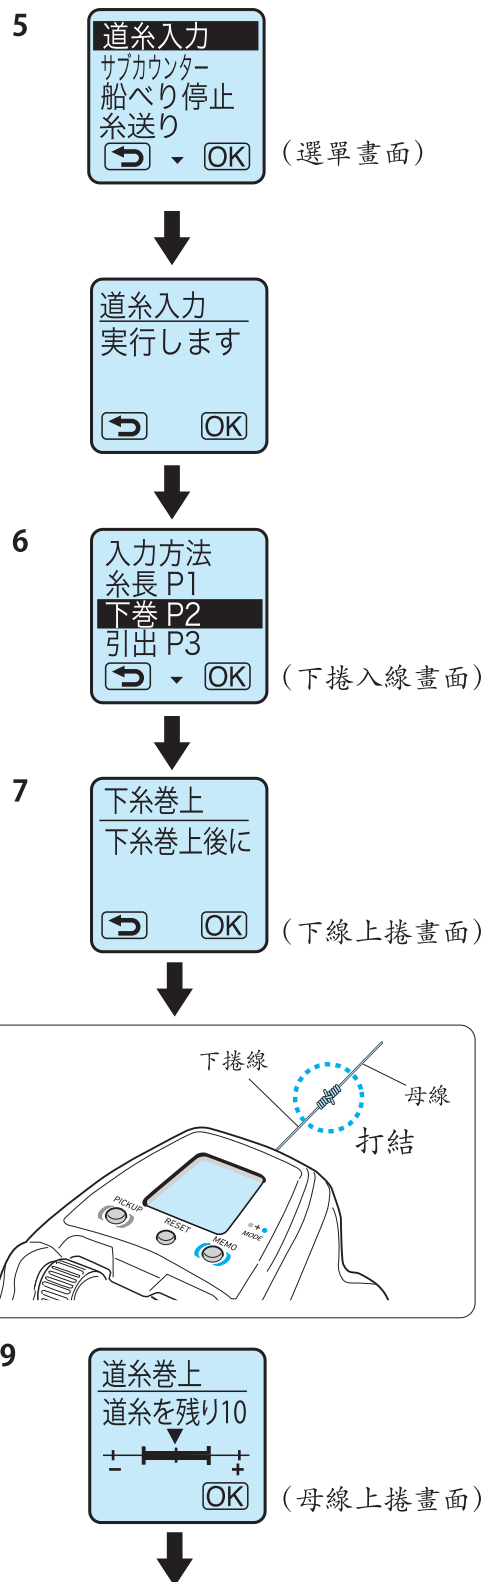 5
道糸入力
サブカウンター
船べり停止
糸送り
OK
(選單畫面)
道糸入力
実行します
OK
6
入力方法
糸長 P1
下巻 P2
引出 P3
OK
(下捲入線畫面)
7
下糸巻上
下糸巻上後に
OK
(下線上捲畫面)
下捲線
母線
打結
PICKUP
RESET
MEMO
+
MODE
9
道糸巻上
道糸を残り10
- +
OK
(母線上捲畫面)